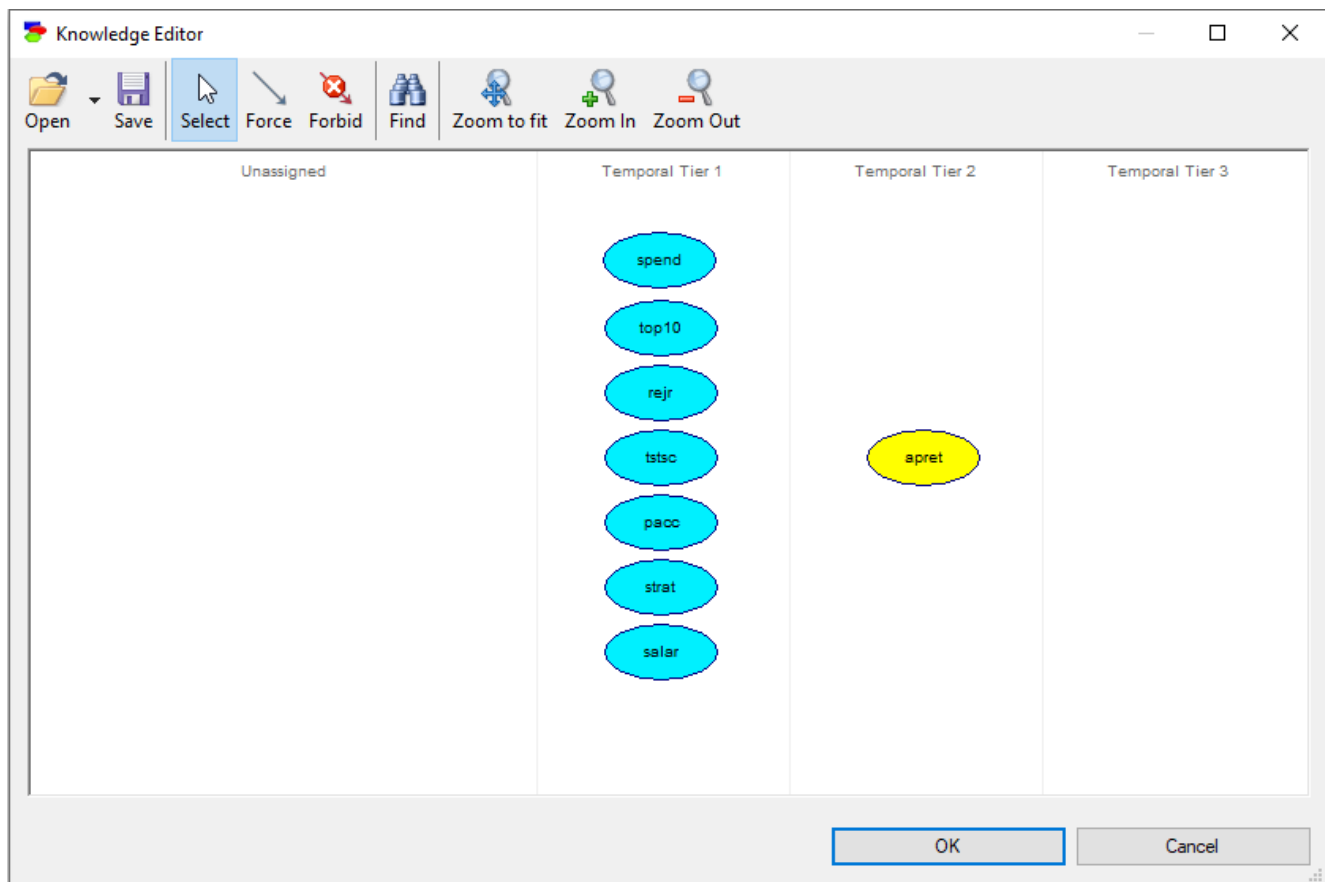 Knowledge Editor
Open Save Select Force Forbid Find Zoom to fit Zoom In Zoom Out
Unassigned Temporal Tier 1 Temporal Tier 2 Temporal Tier 3
spend
top10
rejr
tstsc apret
pacc
strat
salar
OK Cancel